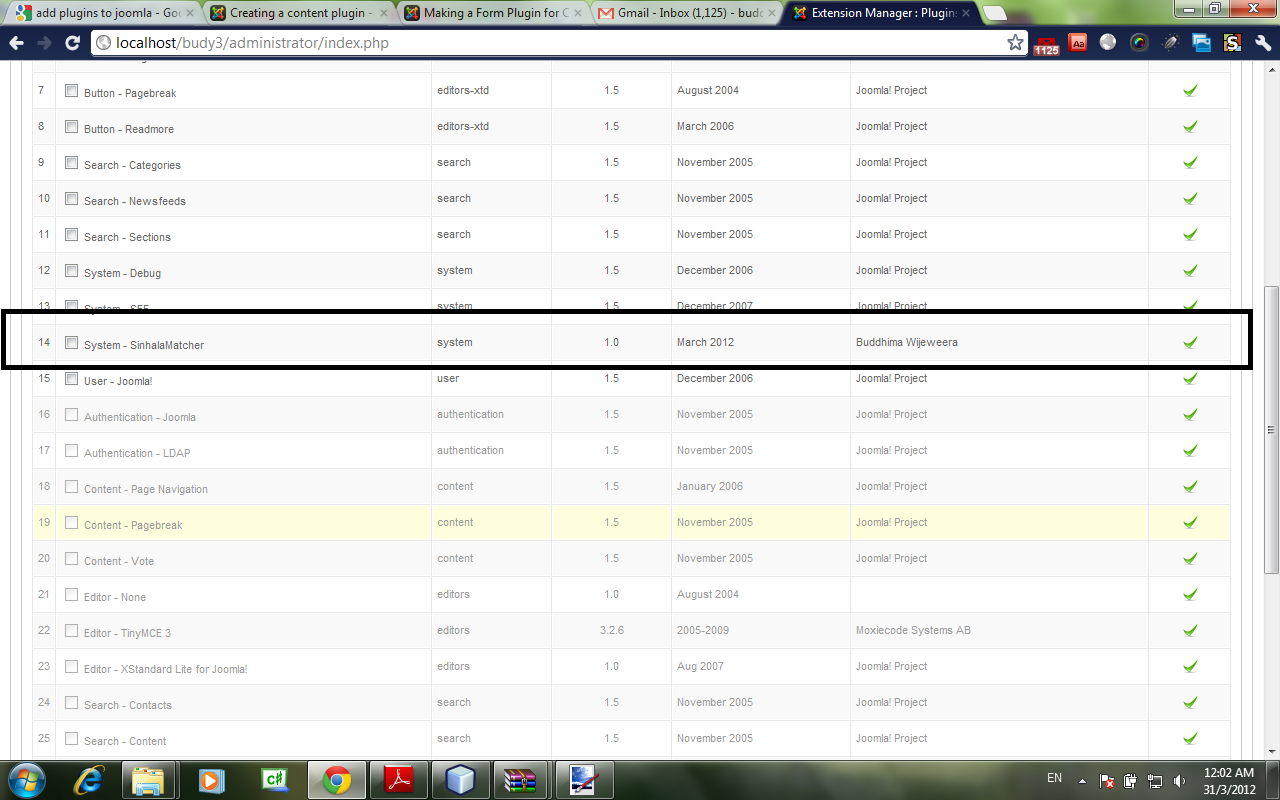 add plugins to joomla - Goo
Creating a content plugin -
Making a Form Plugin for C
Gmail - Inbox (1,125) - budd
Extension Manager : Plugins
localhost/budy3/administrator/index.php
1125
Aa
S
7 Button - Pagebreak editors-xtd 1.5 August 2004 Joomla! Project
8 Button - Readmore editors-xtd 1.5 March 2006 Joomla! Project
9 Search - Categories search 1.5 November 2005 Joomla! Project
10 Search - Newsfeeds search 1.5 November 2005 Joomla! Project
11 Search - Sections search 1.5 November 2005 Joomla! Project
12 System - Debug system 1.5 December 2006 Joomla! Project
13 System - SEF system 1.5 December 2007 Joomla! Project
14 System - SinhalaMatcher system 1.0 March 2012 Buddhima Wijeweera
15 User - Joomla! user 1.5 December 2006 Joomla! Project
16 Authentication - Joomla authentication 1.5 November 2005 Joomla! Project
17 Authentication - LDAP authentication 1.5 November 2005 Joomla! Project
18 Content - Page Navigation content 1.5 January 2006 Joomla! Project
19 Content - Pagebreak content 1.5 November 2005 Joomla! Project
20 Content - Vote content 1.5 November 2005 Joomla! Project
21 Editor - None editors 1.0 August 2004
22 Editor - TinyMCE 3 editors 3.2.6 2005-2009 Moxiecode Systems AB
23 Editor - XStandard Lite for Joomla! editors 1.0 Aug 2007 Joomla! Project
24 Search - Contacts search 1.5 November 2005 Joomla! Project
25 Search - Content search 1.5 November 2005 Joomla! Project
C#
EN
12:02 AM
31/3/2012